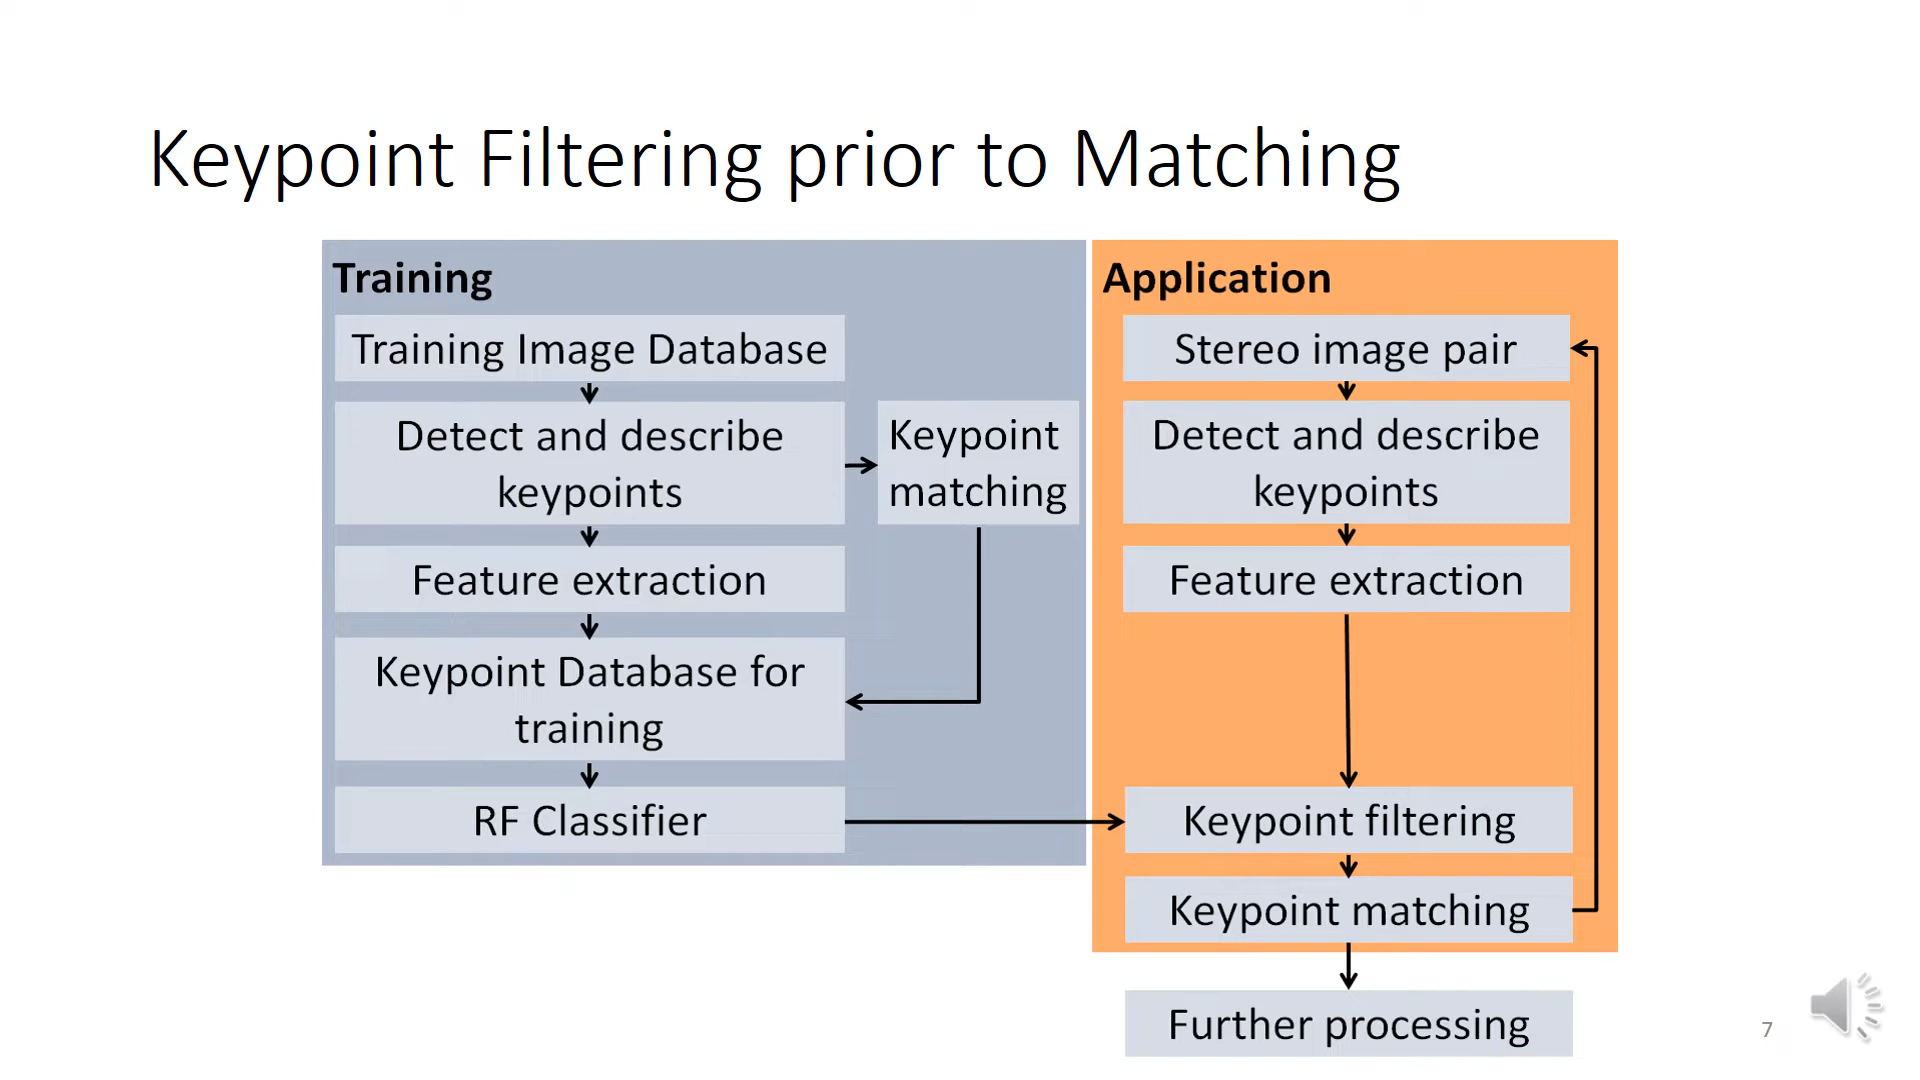 Keypoint Filtering prior to Matching
Training
Training Image Database
Detect and describe
keypoints
Keypoint
matching
Feature extraction
Keypoint Database for
training
RF Classifier
Application
Stereo image pair
Detect and describe
keypoints
Feature extraction
Keypoint filtering
Keypoint matching
Further processing
7